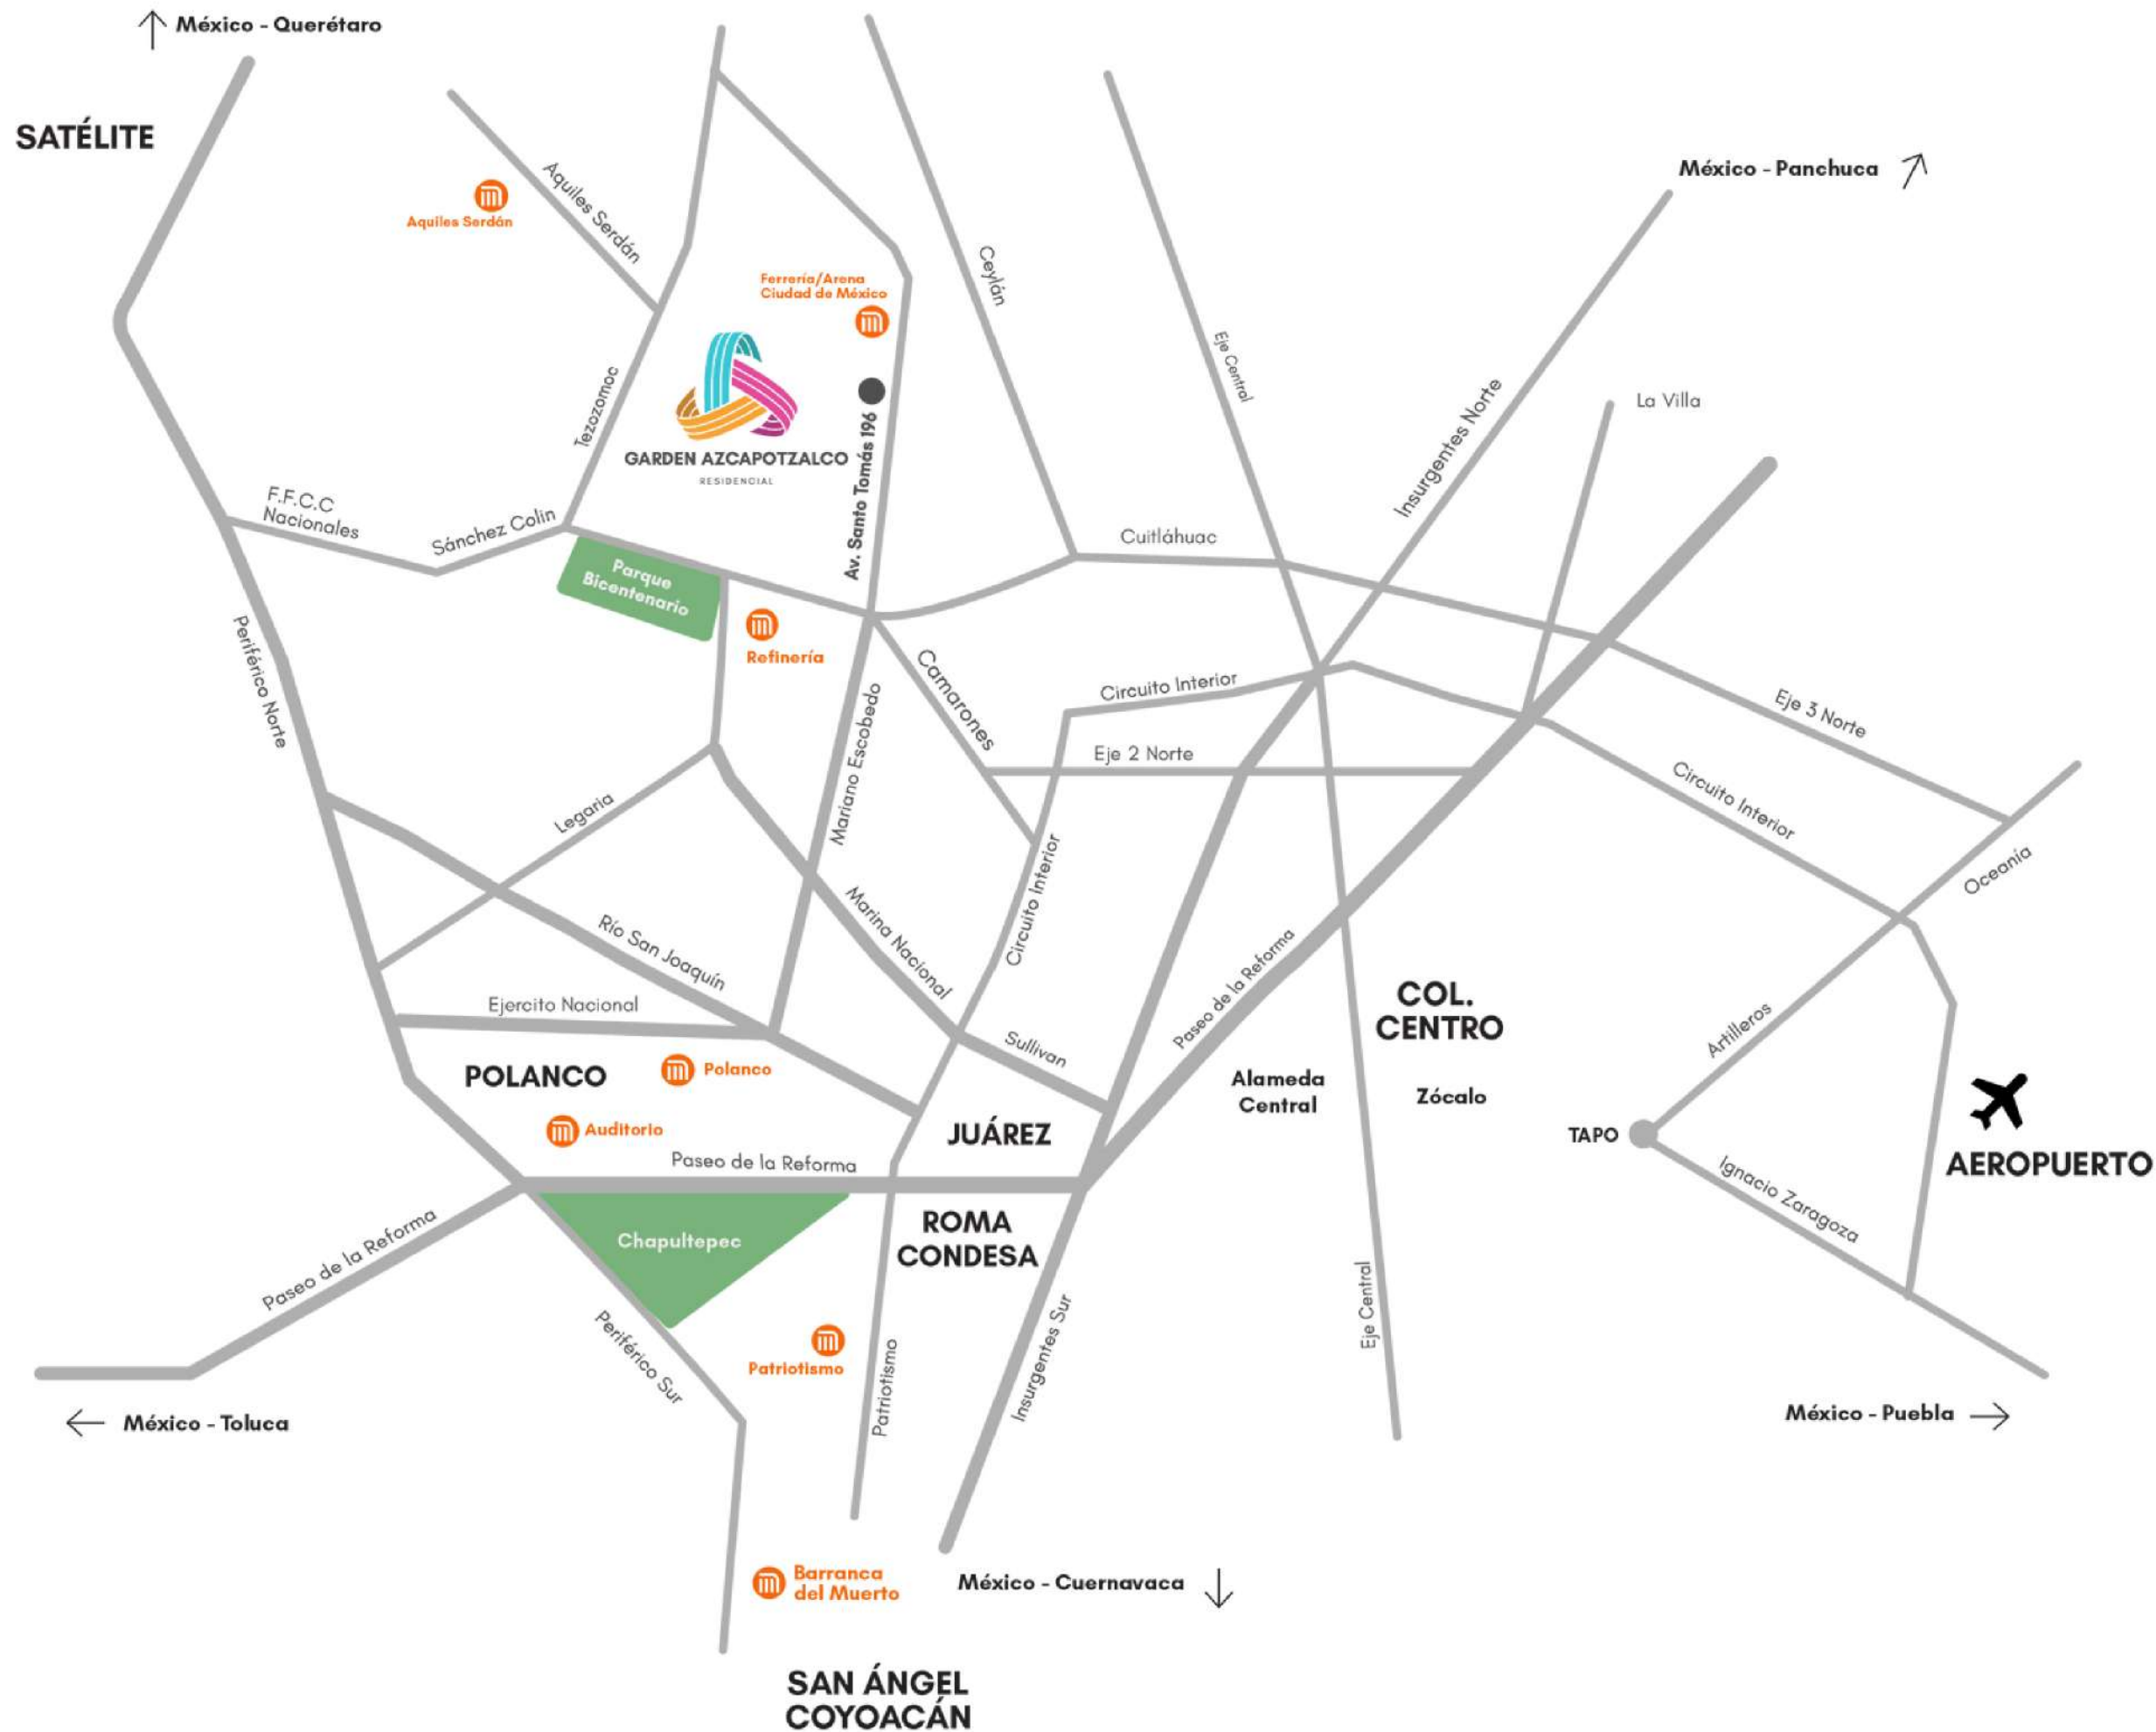 México - Querétaro
SATÉLITE
Aquiles Serdán
Aquiles Serdán
México - Panchuca
Ceylán
Ferrería/Arena
Ciudad de México
Eje Central
Tezozomoc
Insurgentes Norte
La Villa
GARDEN AZCAPOTZALCO
RESIDENCIAL
Av. Santo Tomás 196
F.F.C.C
Nacionales
Sánchez Colin
Cuitláhuac
Parque
Bicentenario
Refinería
Periférico Norte
Camarones
Circuito Interior
Eje 3 Norte
Mariano Escobedo
Eje 2 Norte
Circuito Interior
Legaria
Oceanía
Circuito Interior
Marina Nacional
Río San Joaquín
Paseo de la Reforma
Ejercito Nacional
COL.
CENTRO
Sullivan
Artilleros
POLANCO
Polanco
Alameda
Central
Zócalo
Auditorio
JUÁREZ
TAPO
AEROPUERTO
Paseo de la Reforma
Ignacio Zaragoza
ROMA
CONDESA
Chapultepec
Paseo de la Reforma
Eje Central
Periférico Sur
Patriotismo
Patriotismo
Insurgentes Sur
México - Toluca
México - Puebla
Barranca
del Muerto
México - Cuernavaca
SAN ÁNGEL
COYOACÁN